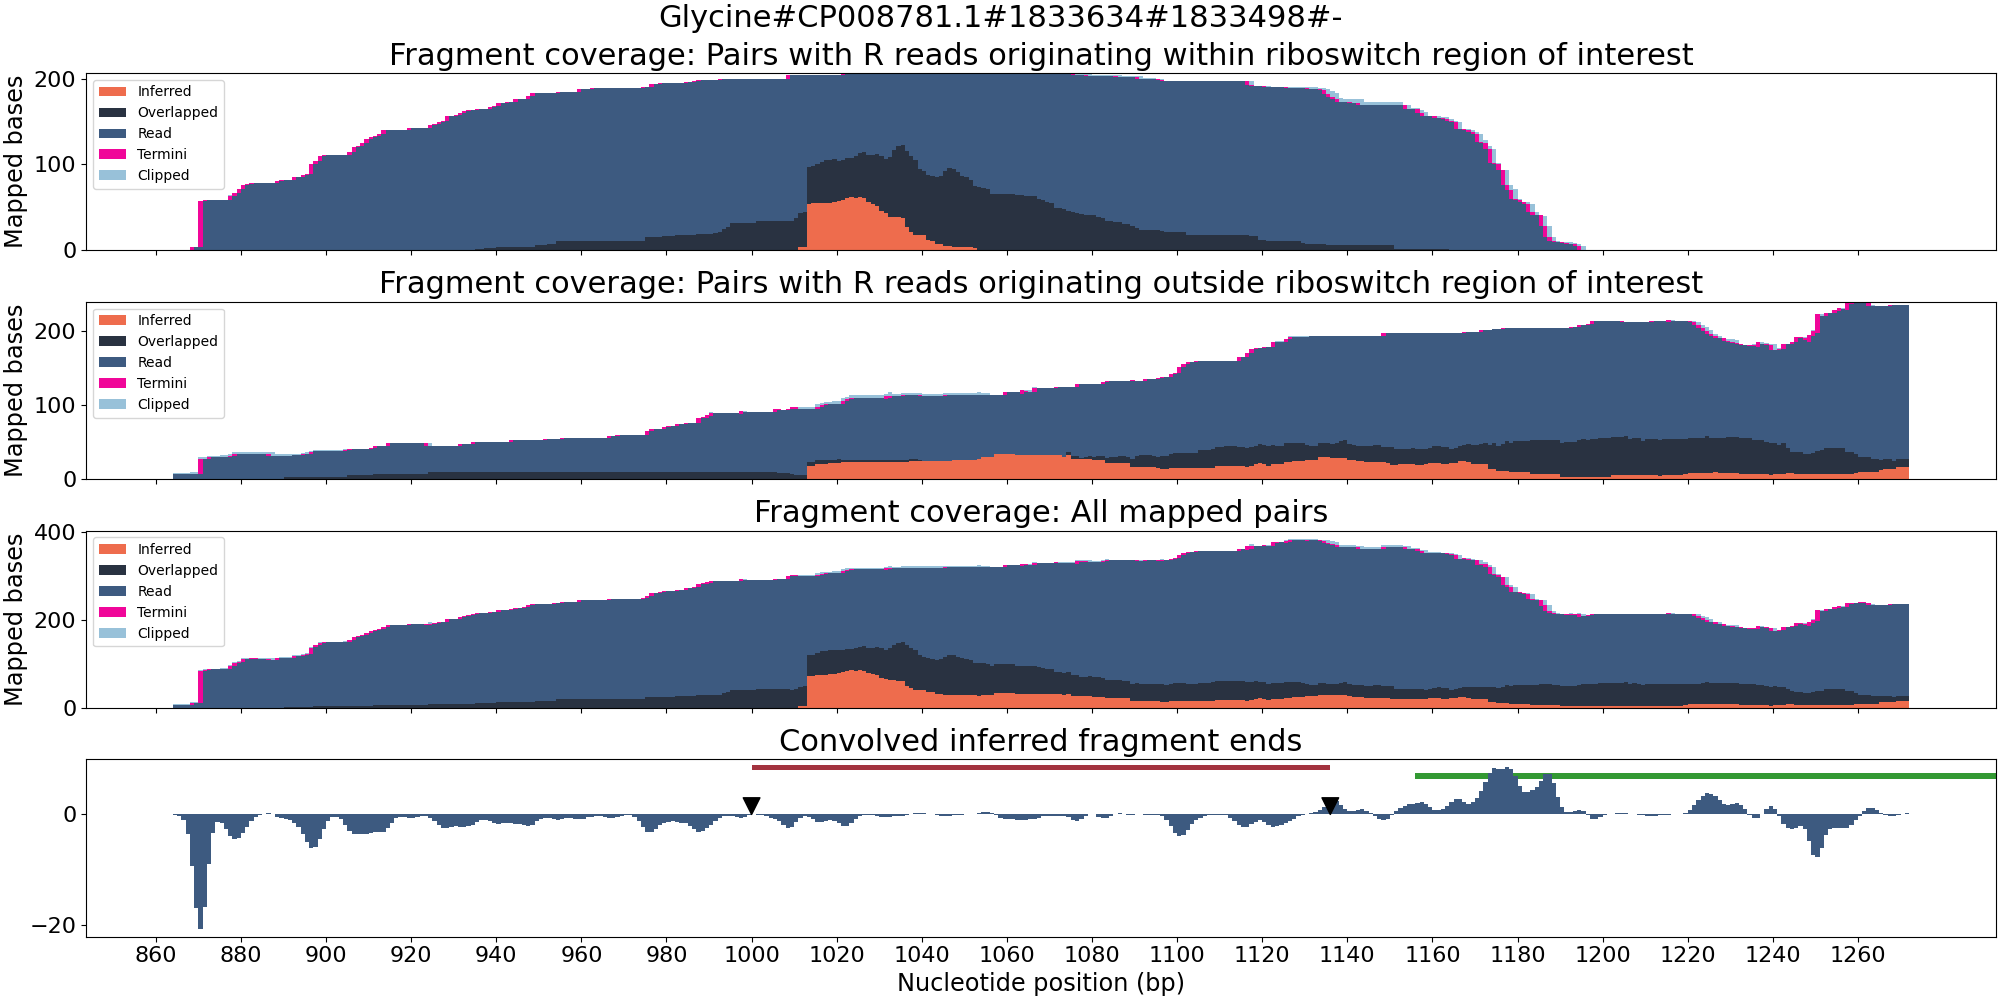 Glycine#CP008781.1#1833634#1833498#-
Fragment coverage: Pairs with R reads originating within riboswitch region of interest
Mapped bases
200
100
0
Inferred
Overlapped
Read
Termini
Clipped
Fragment coverage: Pairs with R reads originating outside riboswitch region of interest
Mapped bases
200
100
0
Inferred
Overlapped
Read
Termini
Clipped
Fragment coverage: All mapped pairs
Mapped bases
400
200
0
Inferred
Overlapped
Read
Termini
Clipped
Convolved inferred fragment ends
0
−20
860 880 900 920 940 960 980 1000 1020 1040 1060 1080 1100 1120 1140 1160 1180 1200 1220 1240 1260
Nucleotide position (bp)